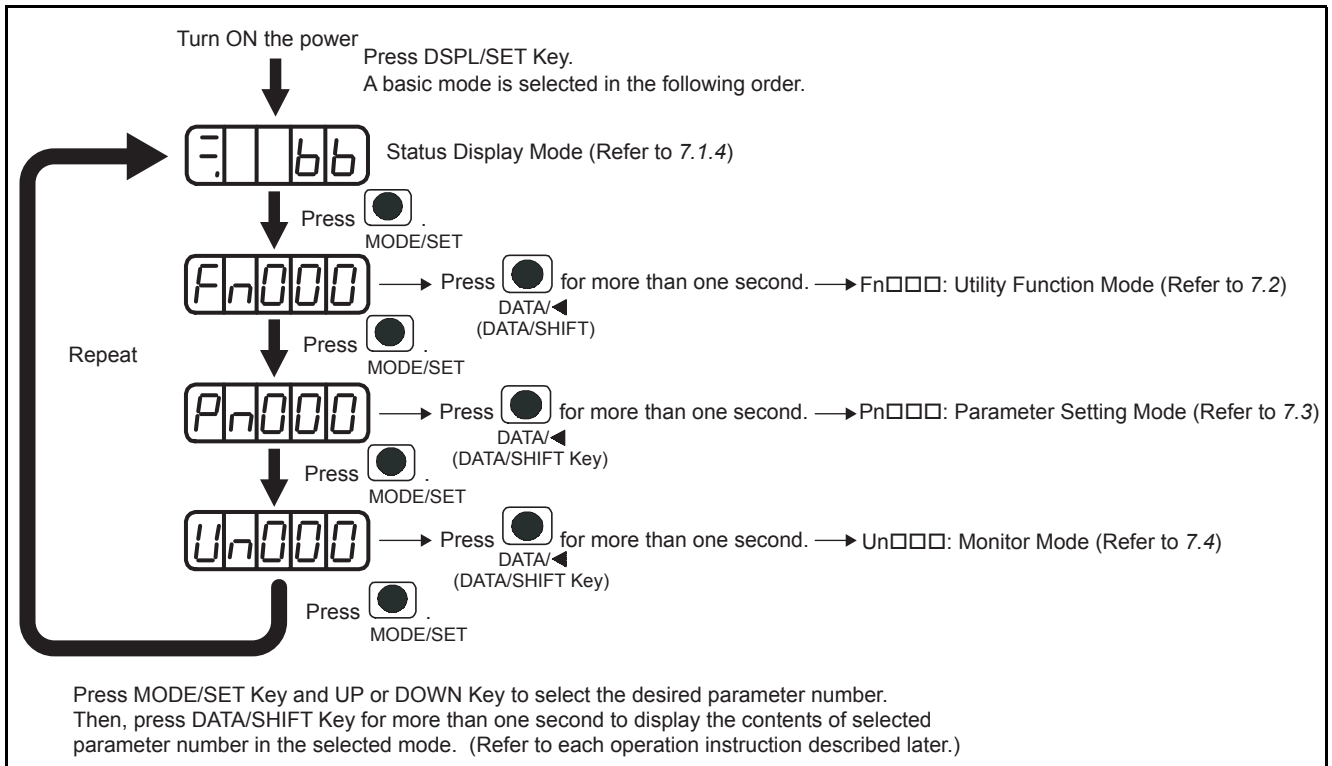 Turn ON the power
Press DSPL/SET Key.
A basic mode is selected in the following order.
bb
Status Display Mode (Refer to 7.1.4)
Press .
MODE/SET
Fn000
Press for more than one second.
DATA/◀
(DATA/SHIFT)
Fn□□□: Utility Function Mode (Refer to 7.2)
Press .
MODE/SET
Repeat
Pn000
Press for more than one second.
DATA/◀
(DATA/SHIFT Key)
Pn□□□: Parameter Setting Mode (Refer to 7.3)
Press .
MODE/SET
Un000
Press for more than one second.
DATA/◀
(DATA/SHIFT Key)
Un□□□: Monitor Mode (Refer to 7.4)
Press .
MODE/SET
Press MODE/SET Key and UP or DOWN Key to select the desired parameter number.
Then, press DATA/SHIFT Key for more than one second to display the contents of selected
parameter number in the selected mode. (Refer to each operation instruction described later.)